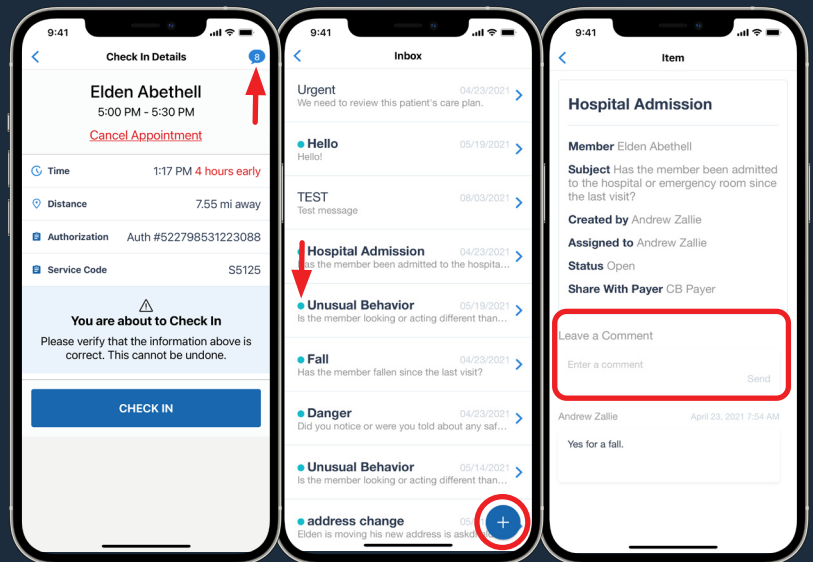 9:41
Check In Details
8
Elden Abethell
5:00 PM - 5:30 PM
Cancel Appointment
Time 1:17 PM 4 hours early
Distance 7.55 mi away
Authorization Auth #522798531223088
Service Code S5125
You are about to Check In
Please verify that the information above is
correct. This cannot be undone.
CHECK IN
9:41
Inbox
Urgent 04/23/2021
We need to review this patient's care plan.
Hello 05/19/2021
Hello!
TEST 08/03/2021
Test message
Hospital Admission 04/23/2021
Has the member been admitted to the hospita...
Unusual Behavior 05/19/2021
Is the member looking or acting different than...
Fall 04/23/2021
Has the member fallen since the last visit?
Danger 04/23/2021
Did you notice or were you told about any saf...
Unusual Behavior 05/14/2021
Is the member looking or acting different than...
address change
Elden is moving his new address is
+
9:41
Item
Hospital Admission
Member Elden Abethell
Subject Has the member been admitted
to the hospital or emergency room since
the last visit?
Created by Andrew Zallie
Assigned to Andrew Zallie
Status Open
Share With Payer CB Payer
Leave a Comment
Enter a comment
Send
Andrew Zallie April 23, 2021 7:54 AM
Yes for a fall.